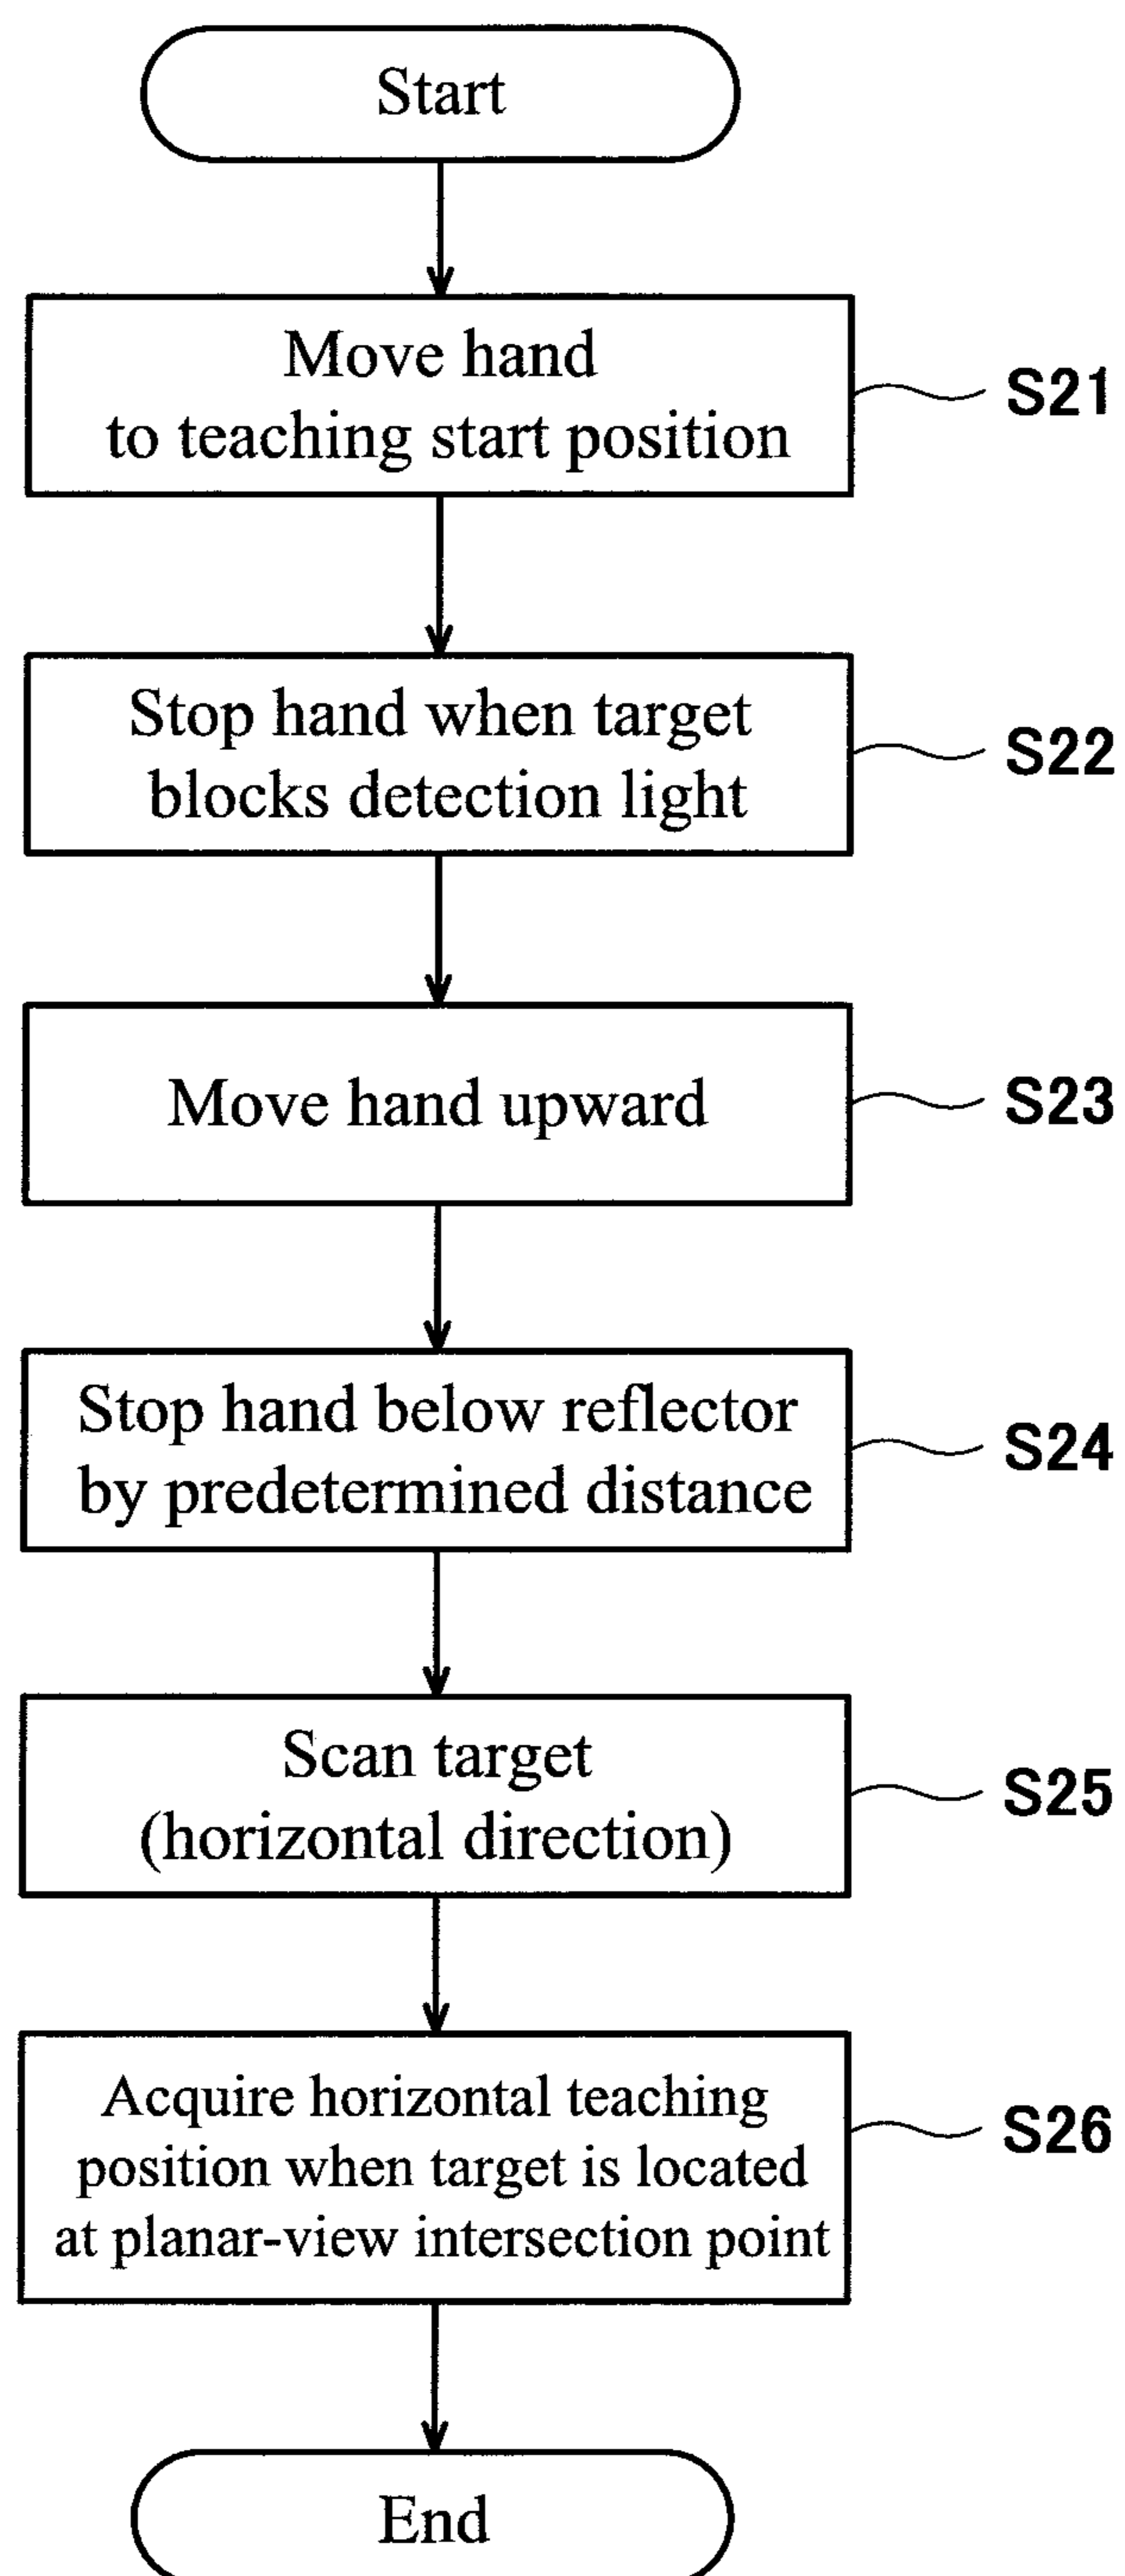 Start
Move hand
to teaching start position
S21
Stop hand when target
blocks detection light
S22
Move hand upward
S23
Stop hand below reflector
by predetermined distance
S24
Scan target
(horizontal direction)
S25
Acquire horizontal teaching
position when target is located
at planar-view intersection point
S26
End